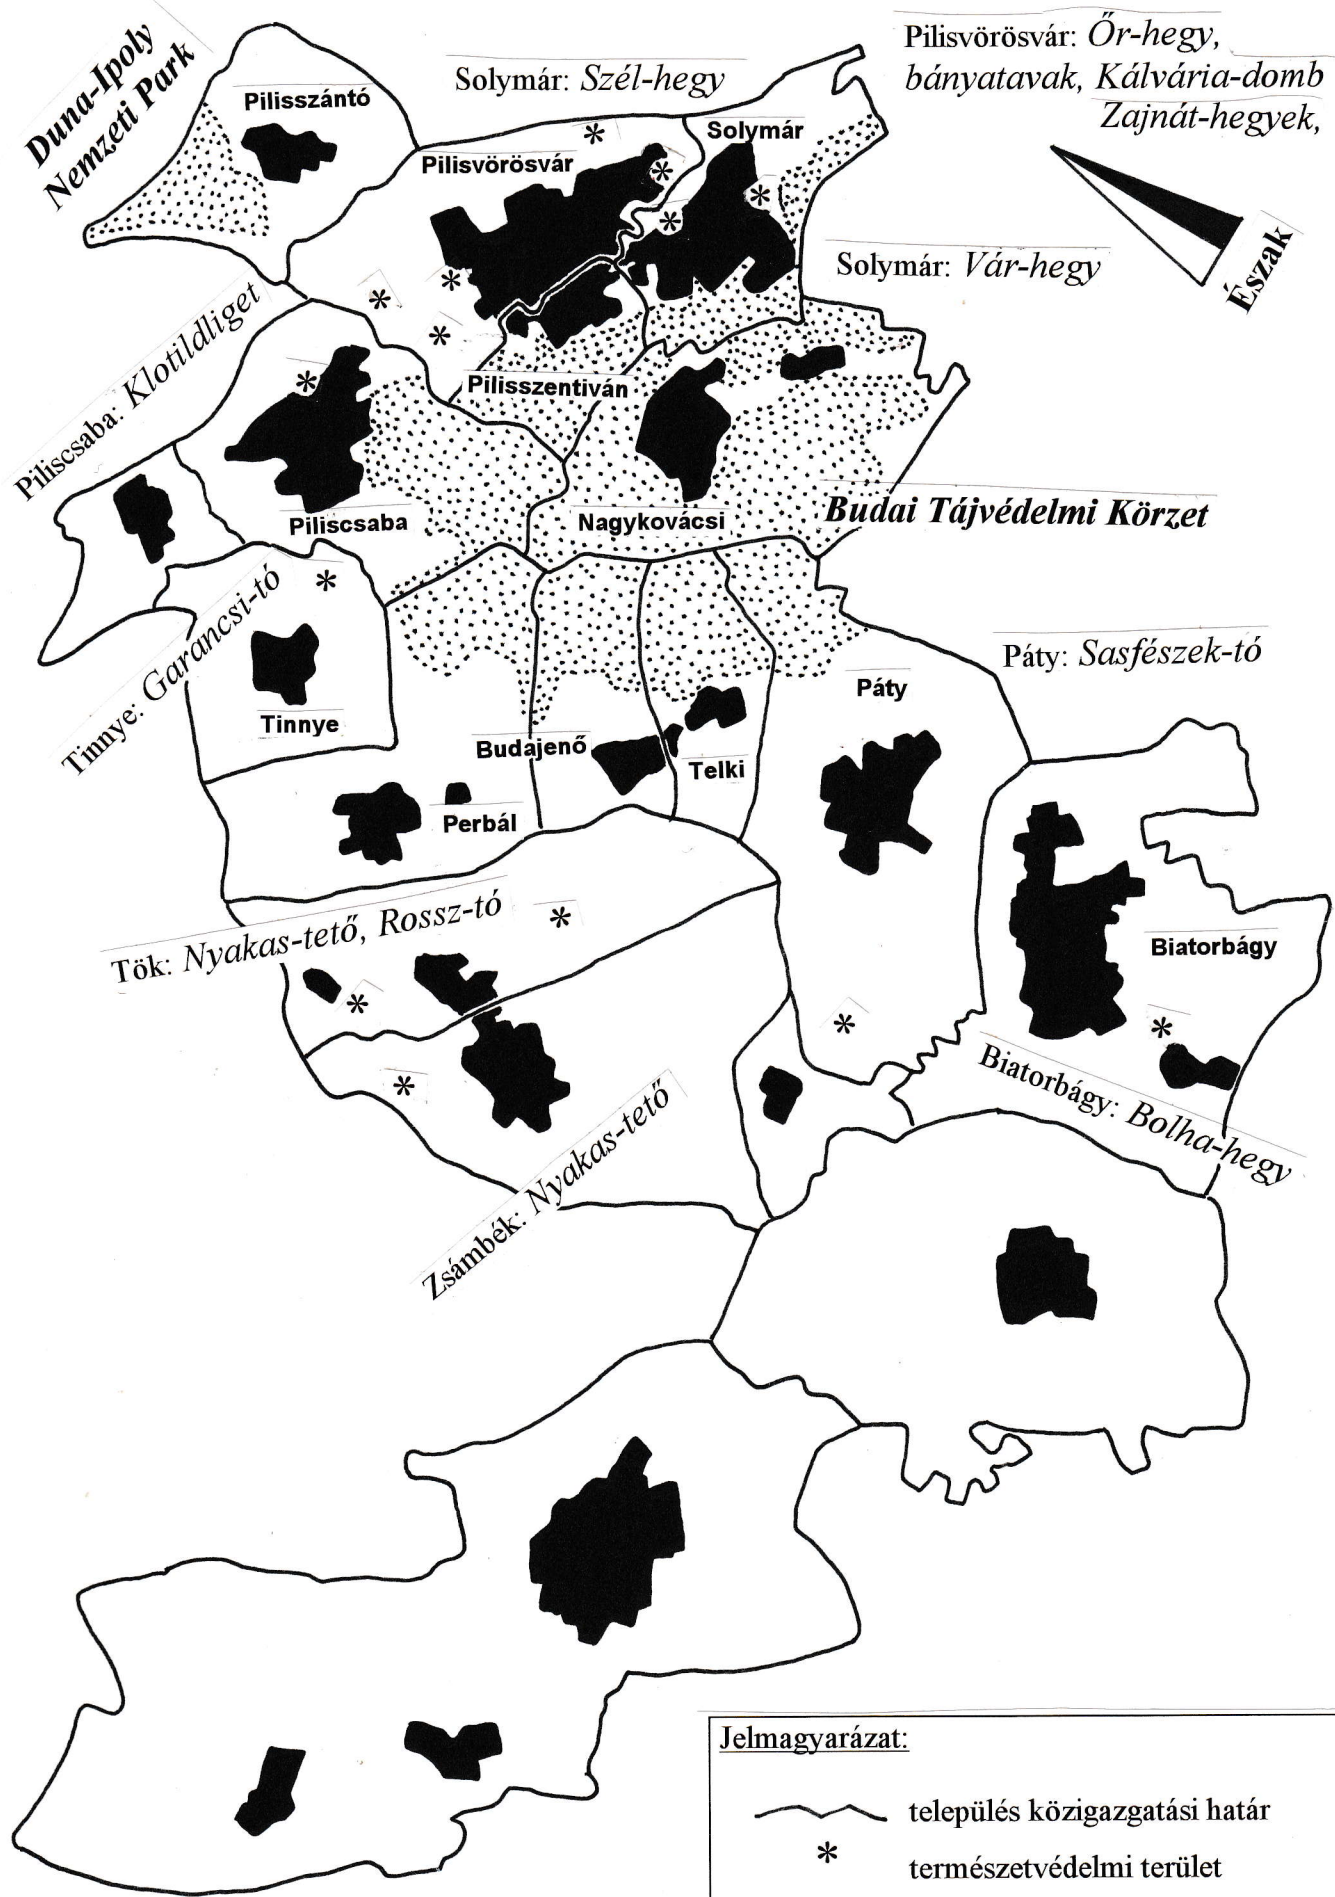 Duna-Ipoly
Nemzeti Park
Pilisszántó
Solymár: Szél-hegy
Pilisvörösvár: Őr-hegy,
bányatavak, Kálvária-domb
Zajnát-hegyek,
Solymár
Pilisvörösvár
Észak
Solymár: Vár-hegy
Piliscsaba: Klotildliget
Pilisszentiván
Piliscsaba
Nagykovácsi
Budai Tájvédelmi Körzet
Tinnye: Garancsi-tó
Páty: Sasfészek-tó
Páty
Tinnye
Budajenő
Telki
Perbál
Tök: Nyakas-tető, Rossz-tó
Biatorbágy
Biatorbágy: Bolha-hegy
Zsámbék: Nyakas-tető
Jelmagyarázat:
település közigazgatási határ
* természetvédelmi terület